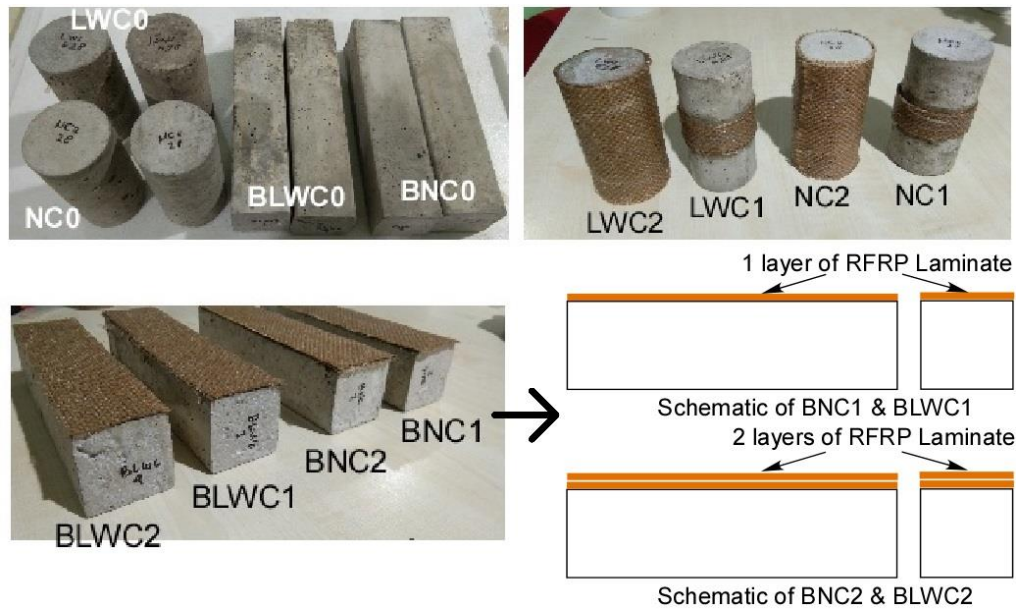 LWC0
NC0
BLWC0
BNC0
LWC2
LWC1
NC2
NC1
BLWC2
BLWC1
BNC2
BNC1
1 layer of RFRP Laminate
Schematic of BNC1 & BLWC1
2 layers of RFRP Laminate
Schematic of BNC2 & BLWC2